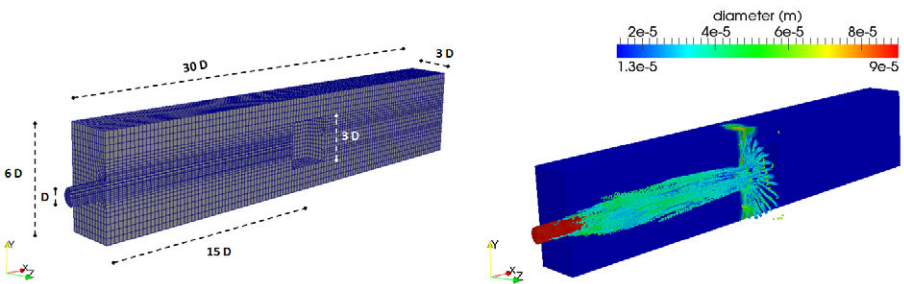 30 D
3 D
6 D
D
3 D
15 D
Y
X
Z
diameter (m)
2e-5 4e-5 6e-5 8e-5
1.3e-5 9e-5
Y
X
Z